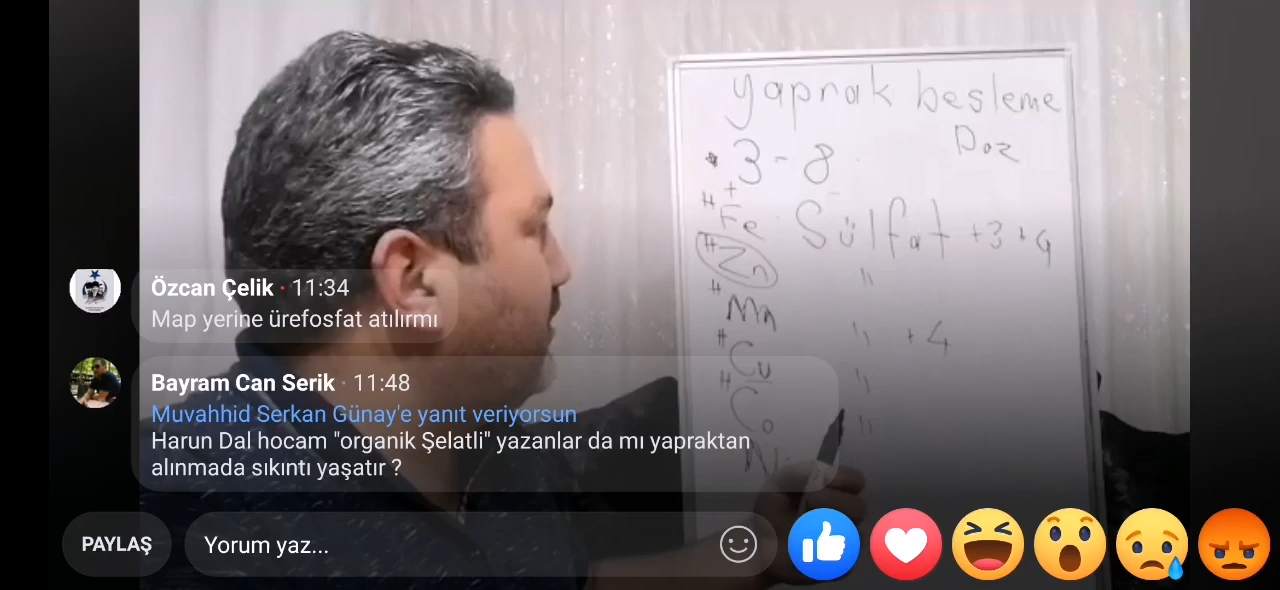 yaprak besleme
Doz
* 3 - 8
+
# Fe Sülfat +3 +4
# Zn "
# Mn " +4
# Cu "
# Co "
Özcan Çelik · 11:34
Map yerine ürefosfat atılırmı
Bayram Can Serik · 11:48
Muvahhid Serkan Günay'e yanıt veriyorsun
Harun Dal hocam "organik Şelatli" yazanlar da mı yapraktan
alınmada sıkıntı yaşatır ?
PAYLAŞ
Yorum yaz...